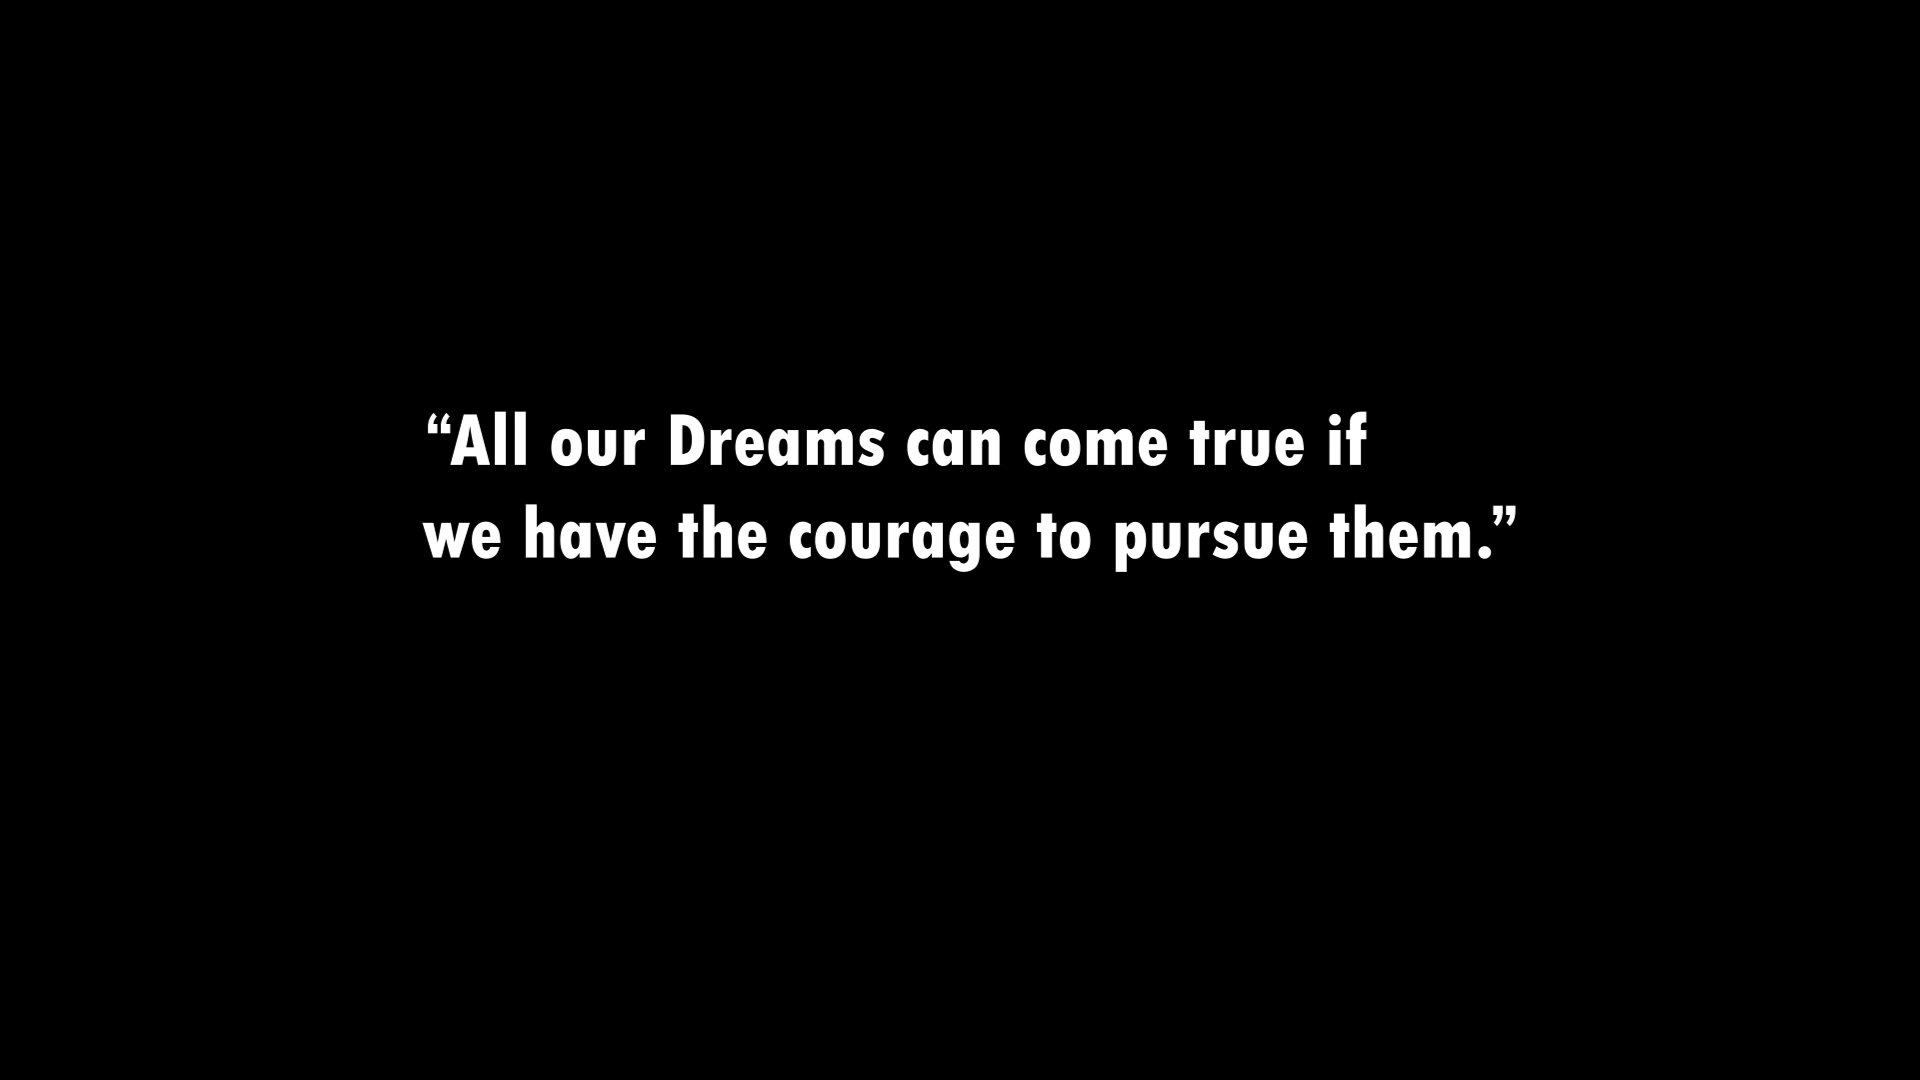 “All our Dreams can come true if
we have the courage to pursue them.”